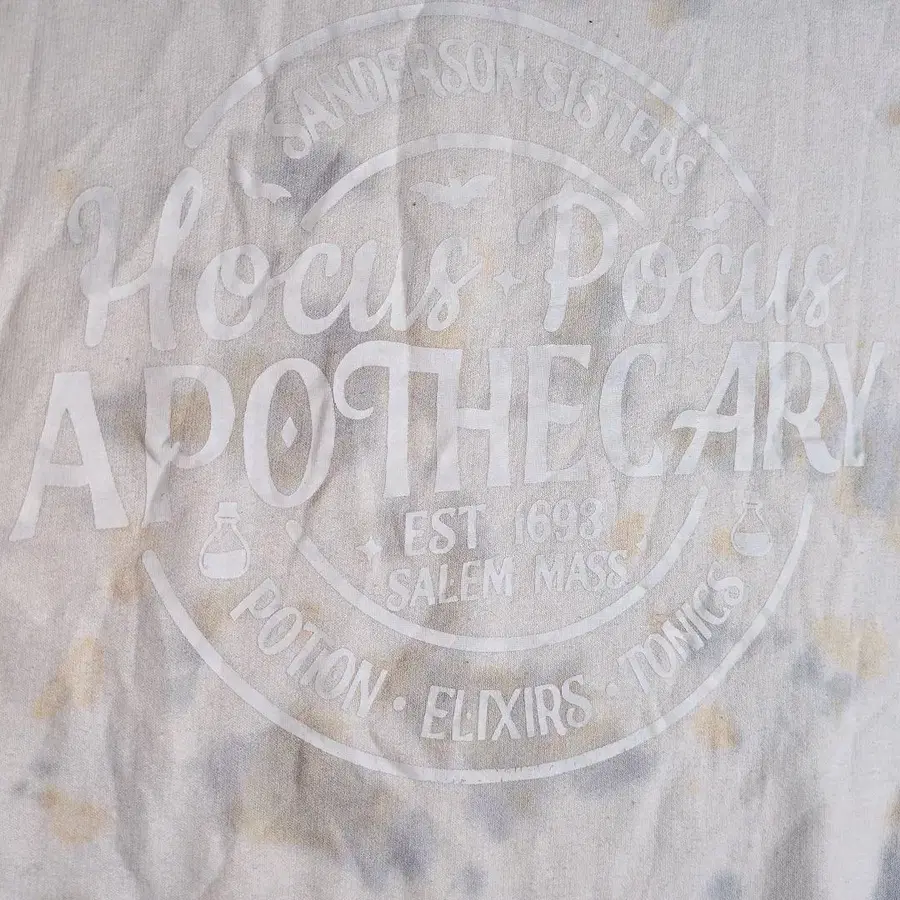 SANDERSON SISTERS
Hocus Pocus
APOTHECARY
EST 1693
SALEM MASS
POTION · ELIXIRS · TONICS